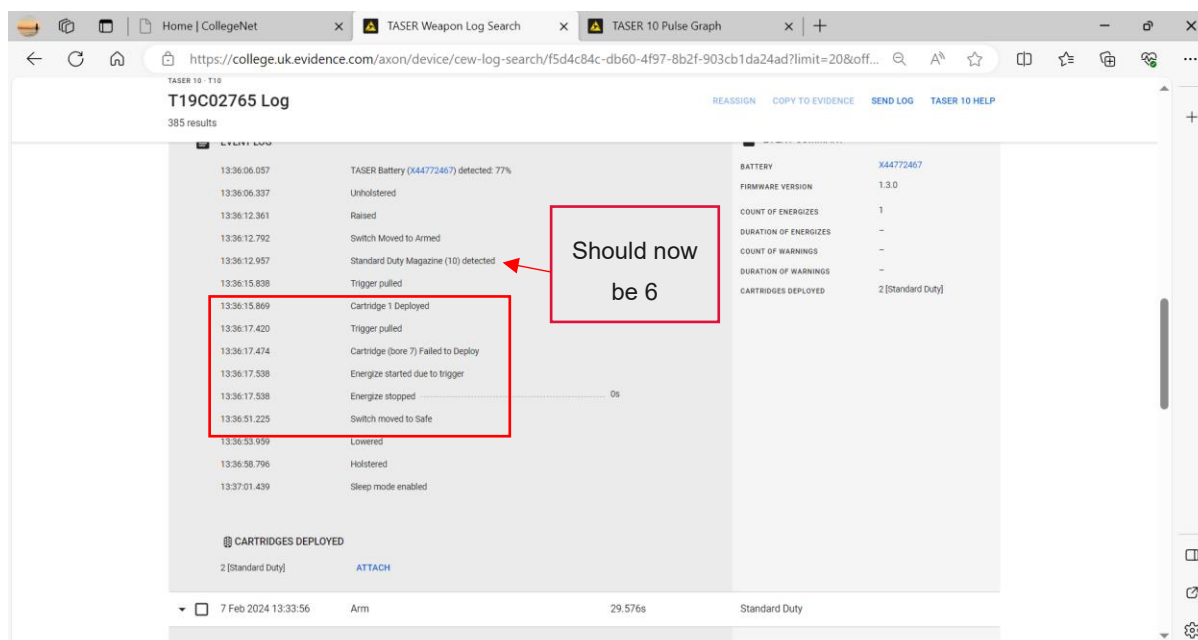 Home | CollegeNet
TASER Weapon Log Search
TASER 10 Pulse Graph
https://college.uk.evidence.com/axon/device/cew-log-search/f5d4c84c-db60-4f97-8b2f-903cb1da24ad?limit=20&off...
TASER 10 · T10
T19C02765 Log
385 results
REASSIGN COPY TO EVIDENCE SEND LOG TASER 10 HELP
EVENT LOG
13:36:06.057 TASER Battery (X44772467) detected: 77%
13:36:06.337 Unholstered
13:36:12.361 Raised
13:36:12.792 Switch Moved to Armed
13:36:12.957 Standard Duty Magazine (10) detected
13:36:15.838 Trigger pulled
13:36:15.869 Cartridge 1 Deployed
13:36:17.420 Trigger pulled
13:36:17.474 Cartridge (bore 7) Failed to Deploy
13:36:17.538 Energize started due to trigger
13:36:17.538 Energize stopped 0s
13:36:51.225 Switch moved to Safe
13:36:53.959 Lowered
13:36:58.796 Holstered
13:37:01.439 Sleep mode enabled
Should now
be 6
BATTERY X44772467
FIRMWARE VERSION 1.3.0
COUNT OF ENERGIZES 1
DURATION OF ENERGIZES –
COUNT OF WARNINGS –
DURATION OF WARNINGS –
CARTRIDGES DEPLOYED 2 [Standard Duty]
CARTRIDGES DEPLOYED
2 [Standard Duty] ATTACH
7 Feb 2024 13:33:56 Arm 29.576s Standard Duty